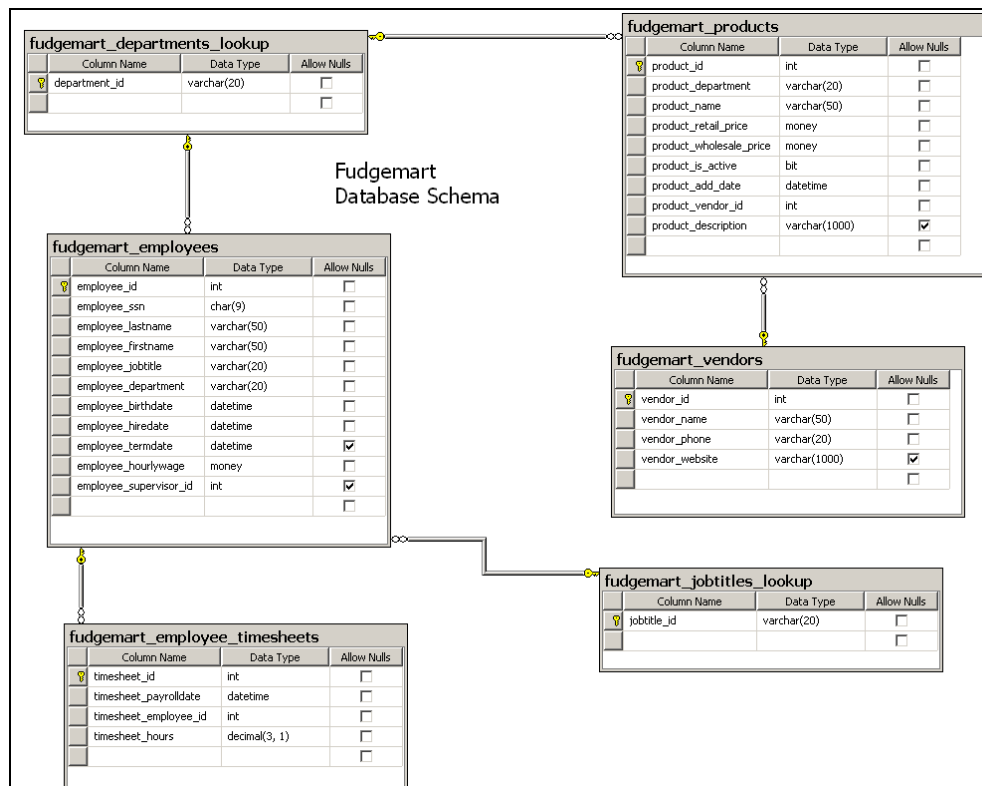 fudgemart_departments_lookup
Column Name Data Type Allow Nulls
department_id varchar(20)
fudgemart_products
Column Name Data Type Allow Nulls
product_id int
product_department varchar(20)
product_name varchar(50)
product_retail_price money
product_wholesale_price money
product_is_active bit
product_add_date datetime
product_vendor_id int
product_description varchar(1000)
Fudgemart
Database Schema
fudgemart_employees
Column Name Data Type Allow Nulls
employee_id int
employee_ssn char(9)
employee_lastname varchar(50)
employee_firstname varchar(50)
employee_jobtitle varchar(20)
employee_department varchar(20)
employee_birthdate datetime
employee_hiredate datetime
employee_termdate datetime
employee_hourlywage money
employee_supervisor_id int
fudgemart_vendors
Column Name Data Type Allow Nulls
vendor_id int
vendor_name varchar(50)
vendor_phone varchar(20)
vendor_website varchar(1000)
fudgemart_jobtitles_lookup
Column Name Data Type Allow Nulls
jobtitle_id varchar(20)
fudgemart_employee_timesheets
Column Name Data Type Allow Nulls
timesheet_id int
timesheet_payrolldate datetime
timesheet_employee_id int
timesheet_hours decimal(3, 1)